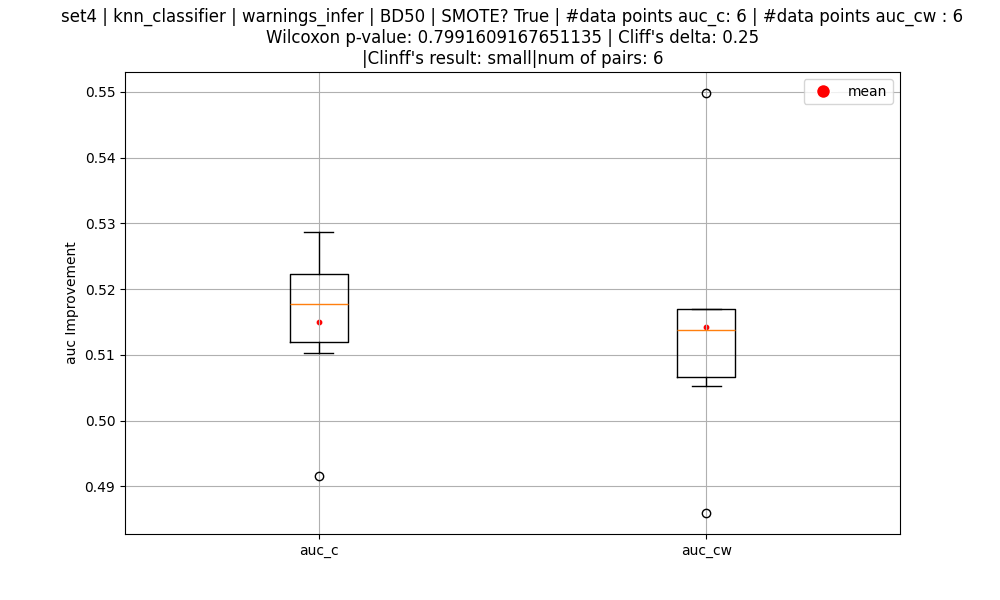 set4 | knn_classifier | warnings_infer | BD50 | SMOTE? True | #data points auc_c: 6 | #data points auc_cw : 6
Wilcoxon p-value: 0.7991609167651135 | Cliff's delta: 0.25
|Clinff's result: small|num of pairs: 6
mean
0.55
0.54
0.53
0.52
0.51
0.50
0.49
auc Improvement
auc_c
auc_cw